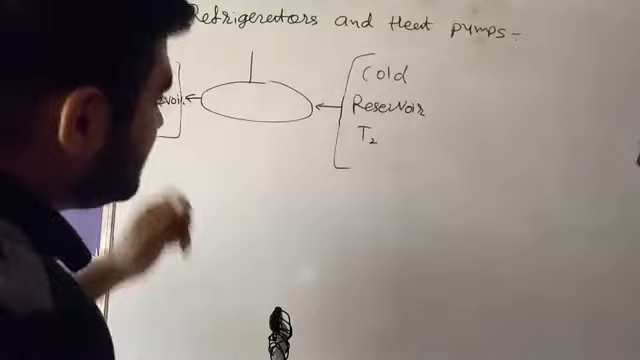 Refrigerators and Heat pumps -
Cold
Reservoir
T2